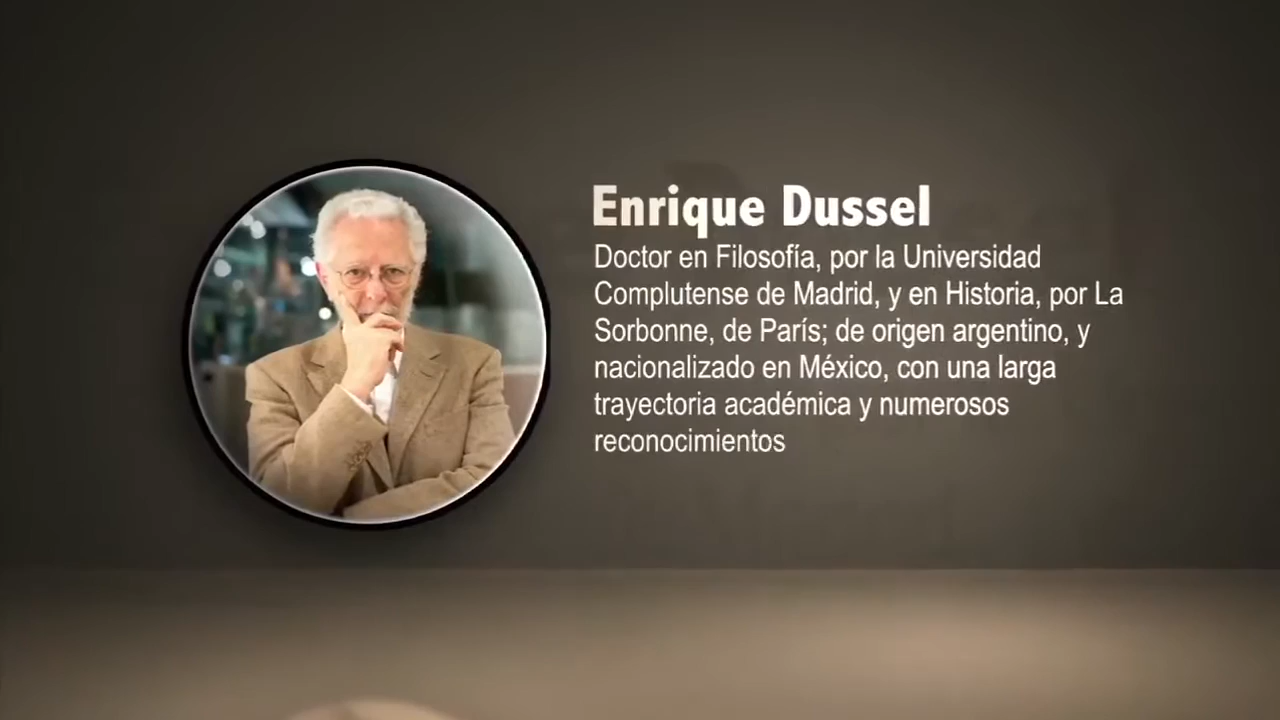 Enrique Dussel
Doctor en Filosofía, por la Universidad
Complutense de Madrid, y en Historia, por La
Sorbonne, de París; de origen argentino, y
nacionalizado en México, con una larga
trayectoria académica y numerosos
reconocimientos